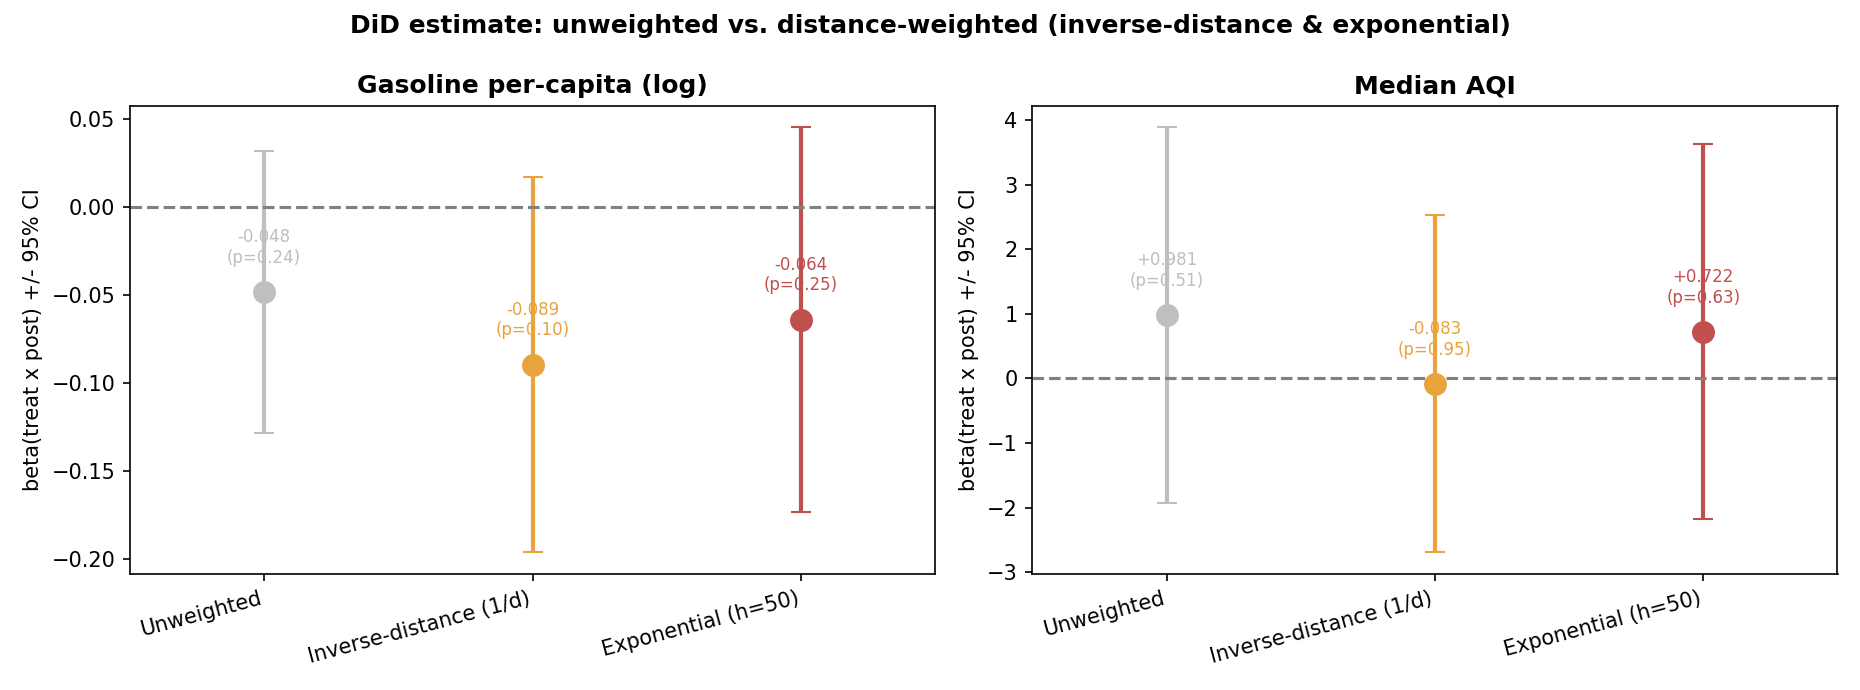 DiD estimate: unweighted vs. distance-weighted (inverse-distance & exponential)
Gasoline per-capita (log)
beta(treat x post) +/- 95% CI
0.05
0.00
−0.05
−0.10
−0.15
−0.20
-0.048
(p=0.24)
-0.089
(p=0.10)
-0.064
(p=0.25)
Unweighted
Inverse-distance (1/d)
Exponential (h=50)
Median AQI
beta(treat x post) +/- 95% CI
4
3
2
1
0
−1
−2
−3
+0.981
(p=0.51)
-0.083
(p=0.95)
+0.722
(p=0.63)
Unweighted
Inverse-distance (1/d)
Exponential (h=50)